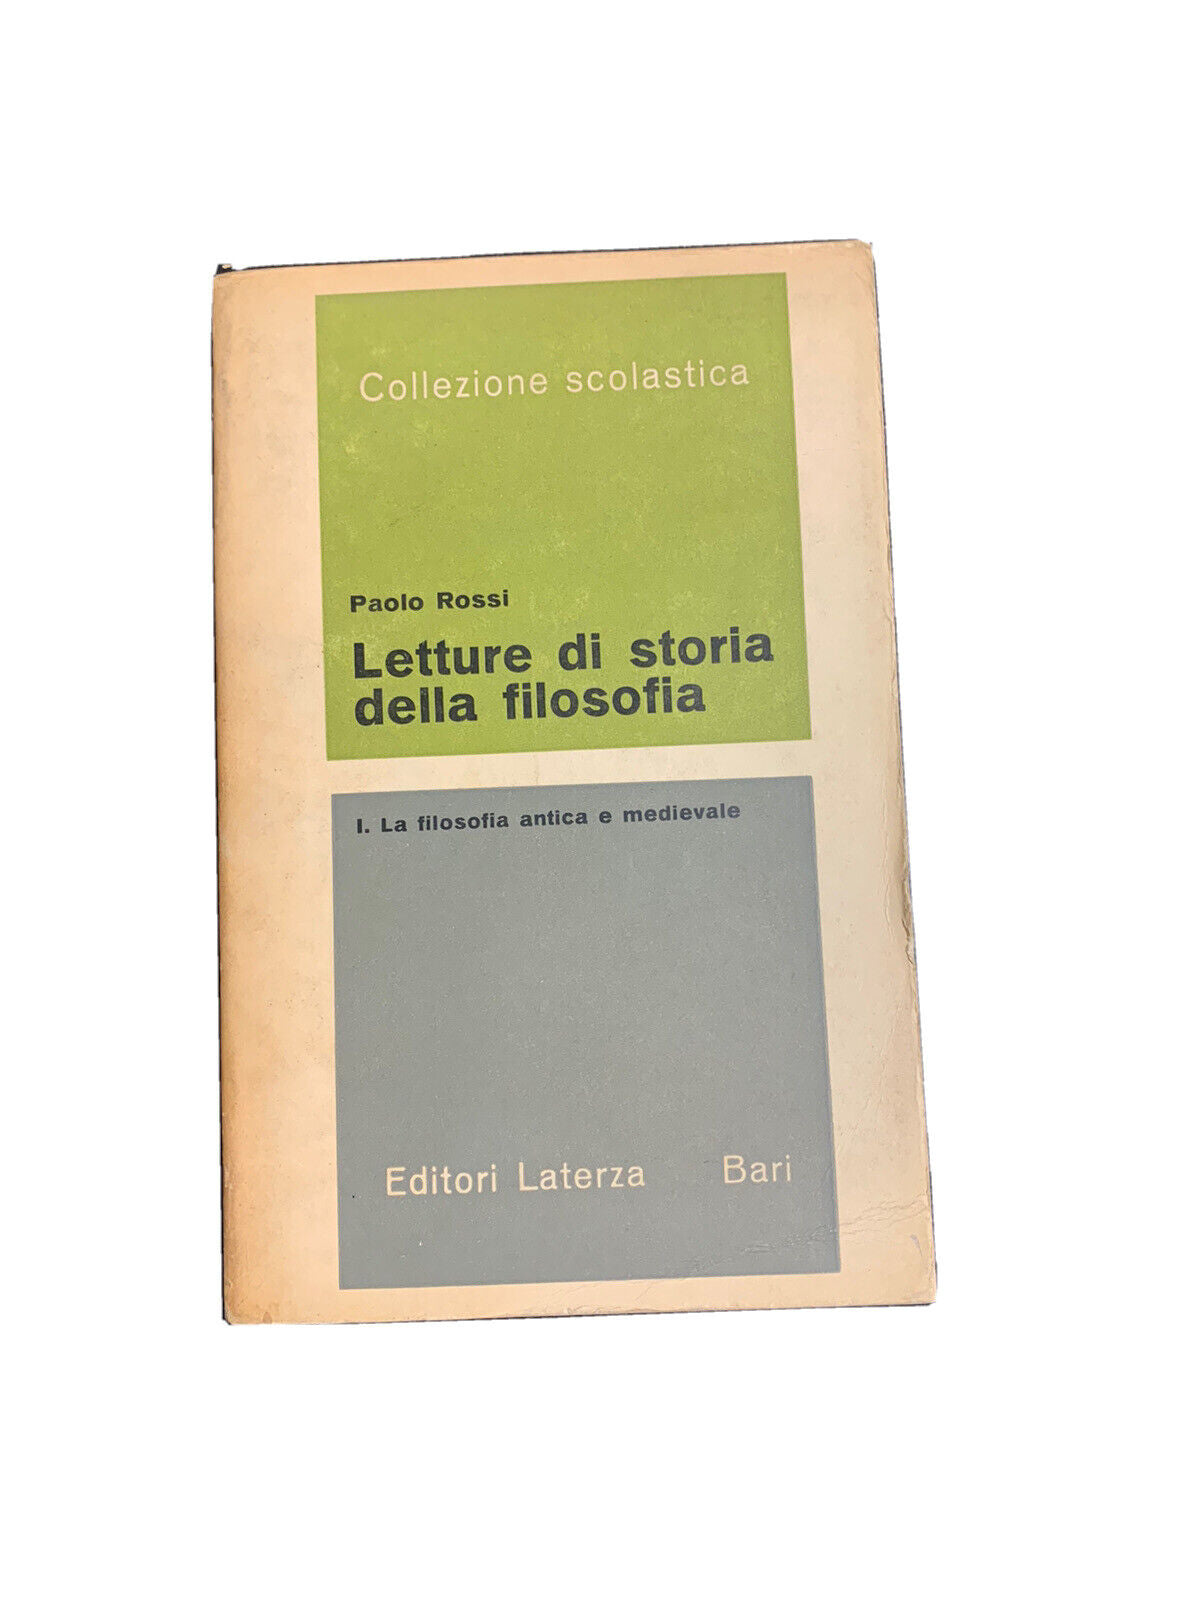 Collezione scolastica
Paolo Rossi
Letture di storia
della filosofia
I. La filosofia antica e medievale
Editori Laterza Bari